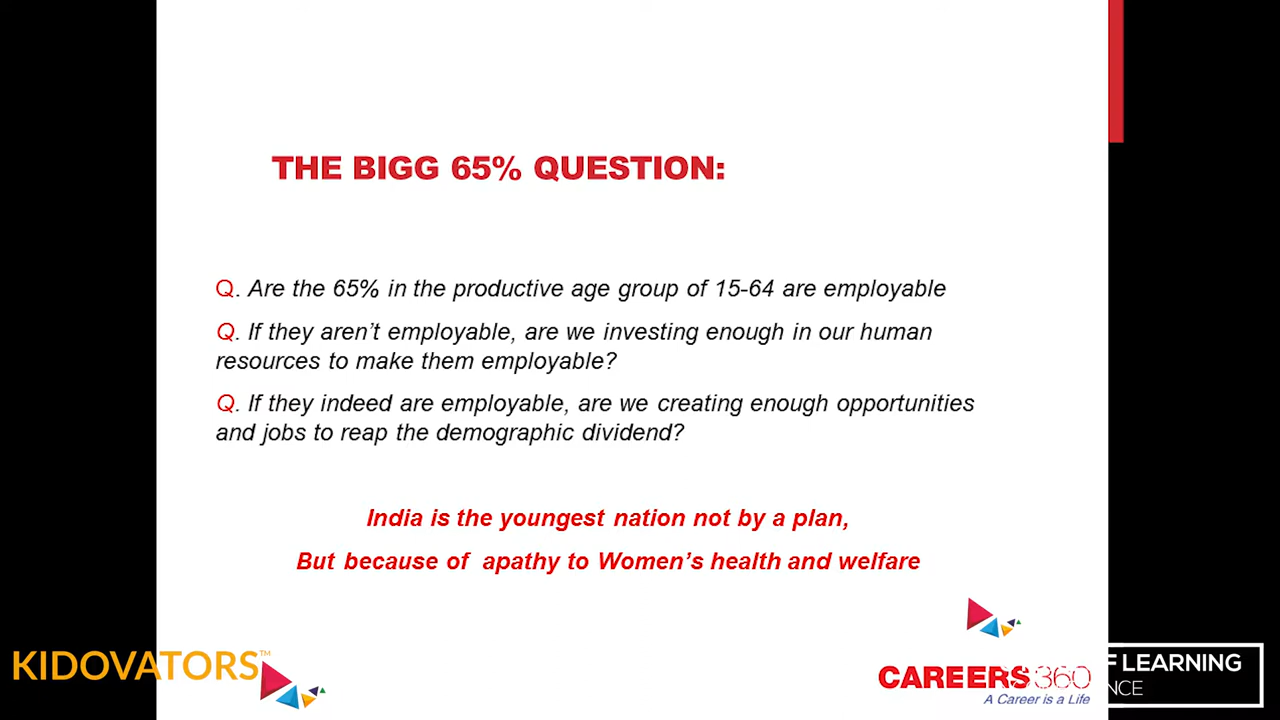 THE BIGG 65% QUESTION:
Q. Are the 65% in the productive age group of 15-64 are employable
Q. If they aren't employable, are we investing enough in our human
resources to make them employable?
Q. If they indeed are employable, are we creating enough opportunities
and jobs to reap the demographic dividend?
India is the youngest nation not by a plan,
But because of apathy to Women's health and welfare
KIDOVATORS™
CAREERS360
A Career is a Life
LEARNING